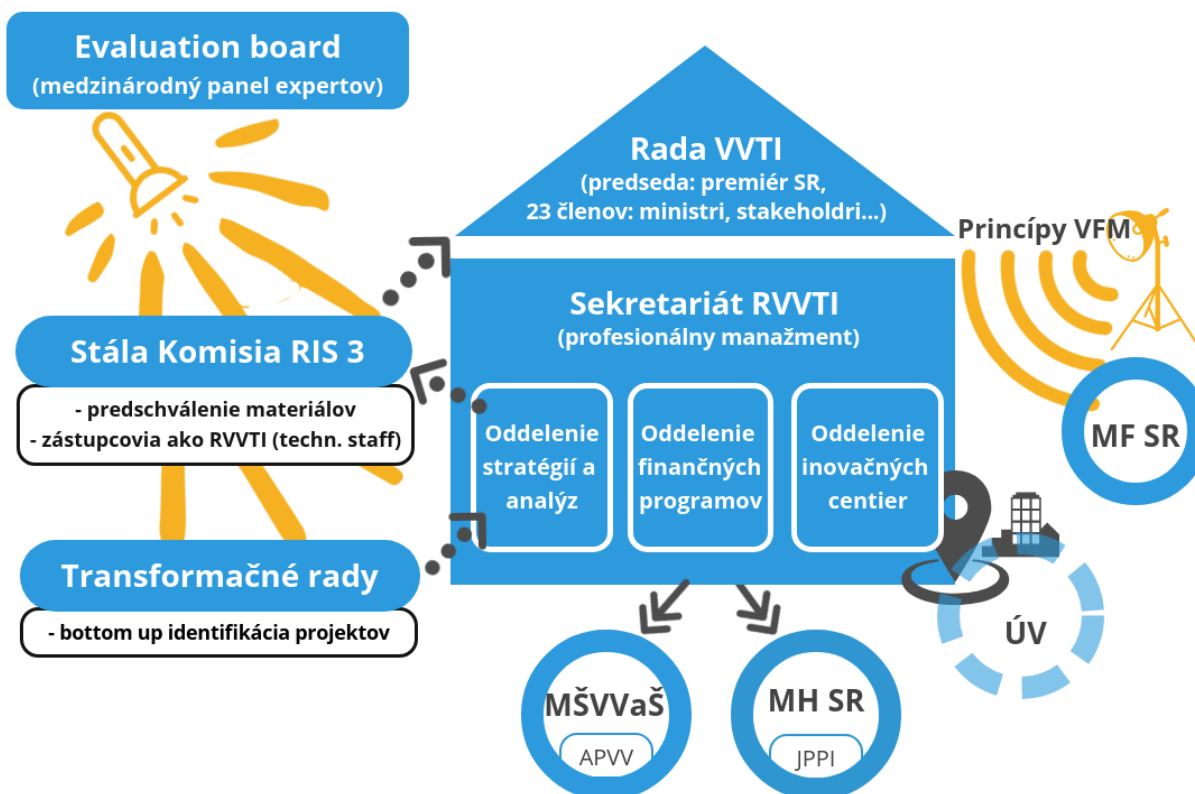 Evaluation board
(medzinárodný panel expertov)
Rada VVTI
(predseda: premiér SR,
23 členov: ministri, stakeholdri...)
Princípy VFM
Sekretariát RVVTI
(profesionálny manažment)
Stála Komisia RIS 3
- predschválenie materiálov
- zástupcovia ako RVVTI (techn. staff)
Oddelenie
stratégií a
analýz
Oddelenie
finančných
programov
Oddelenie
inovačných
centier
MF SR
Transformačné rady
- bottom up identifikácia projektov
ÚV
MŠVVaŠ
APVV
MH SR
JPPI